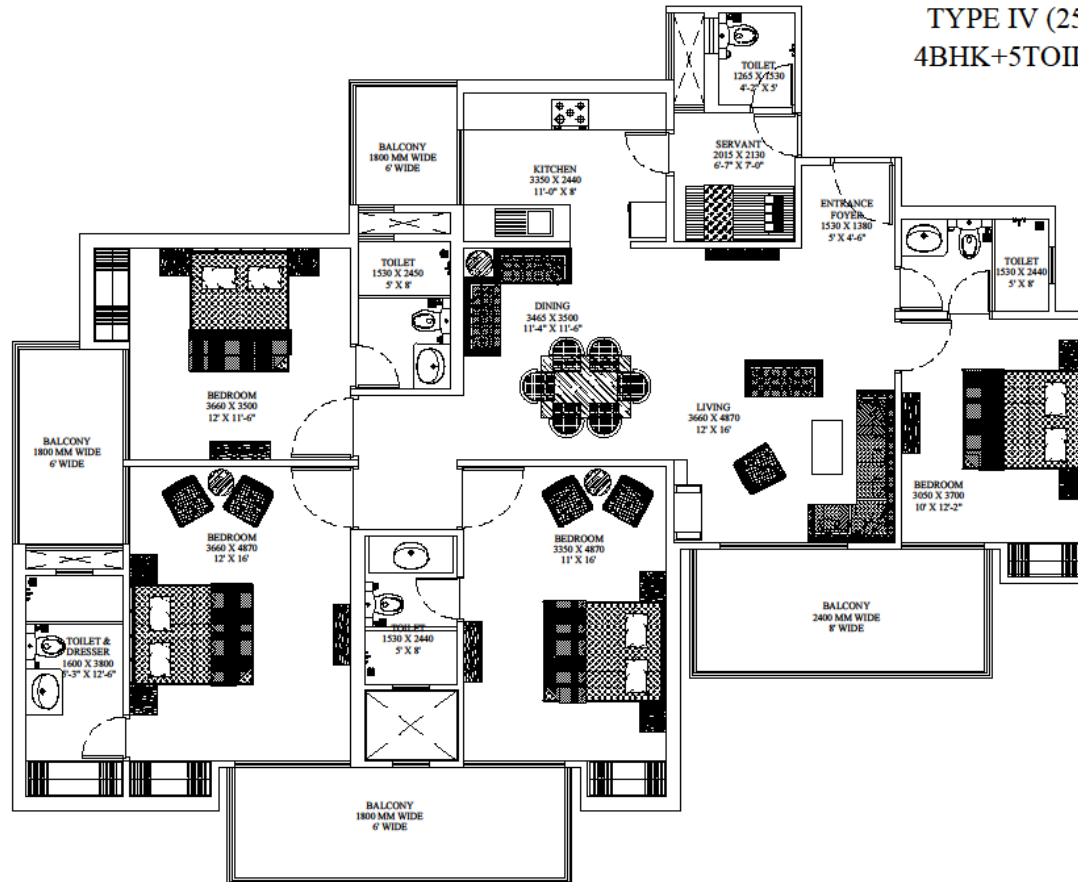 TYPE IV (25
4BHK+5TOIL
TOILET
1265 X 1530
4'-2" X 5'
BALCONY
1800 MM WIDE
6' WIDE
KITCHEN
3350 X 2440
11'-0" X 8'
SERVANT
2015 X 2130
6'-7" X 7'-0"
ENTRANCE
FOYER
1530 X 1380
5' X 4'-6"
TOILET
1530 X 2450
5' X 8'
TOILET
1530 X 2440
5' X 8'
DINING
3465 X 3500
11'-4" X 11'-6"
BEDROOM
3660 X 3500
12' X 11'-6"
LIVING
3660 X 4870
12' X 16'
BALCONY
1800 MM WIDE
6' WIDE
BEDROOM
3050 X 3700
10' X 12'-2"
BEDROOM
3660 X 4870
12' X 16'
BEDROOM
3350 X 4870
11' X 16'
BALCONY
2400 MM WIDE
8' WIDE
TOILET
1530 X 2440
5' X 8'
TOILET &
DRESSER
1600 X 3800
5'-3" X 12'-6"
BALCONY
1800 MM WIDE
6' WIDE